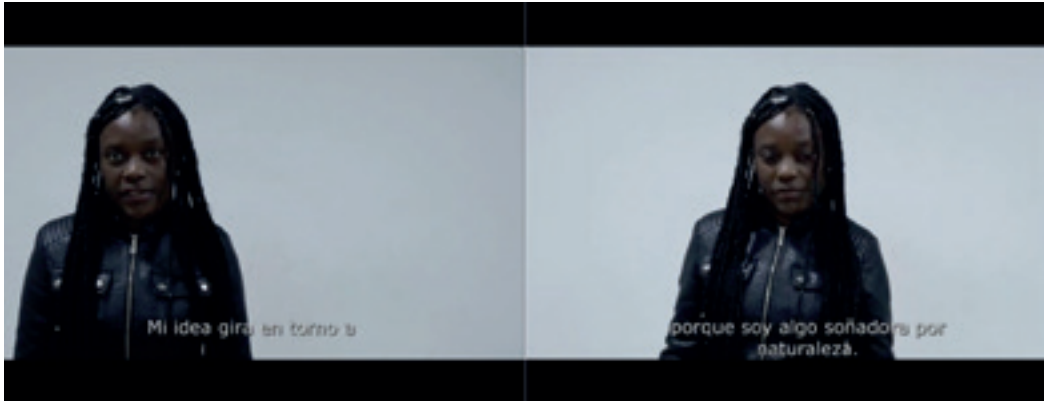 Mi idea gira en torno a
porque soy algo soñadora por
naturaleza.